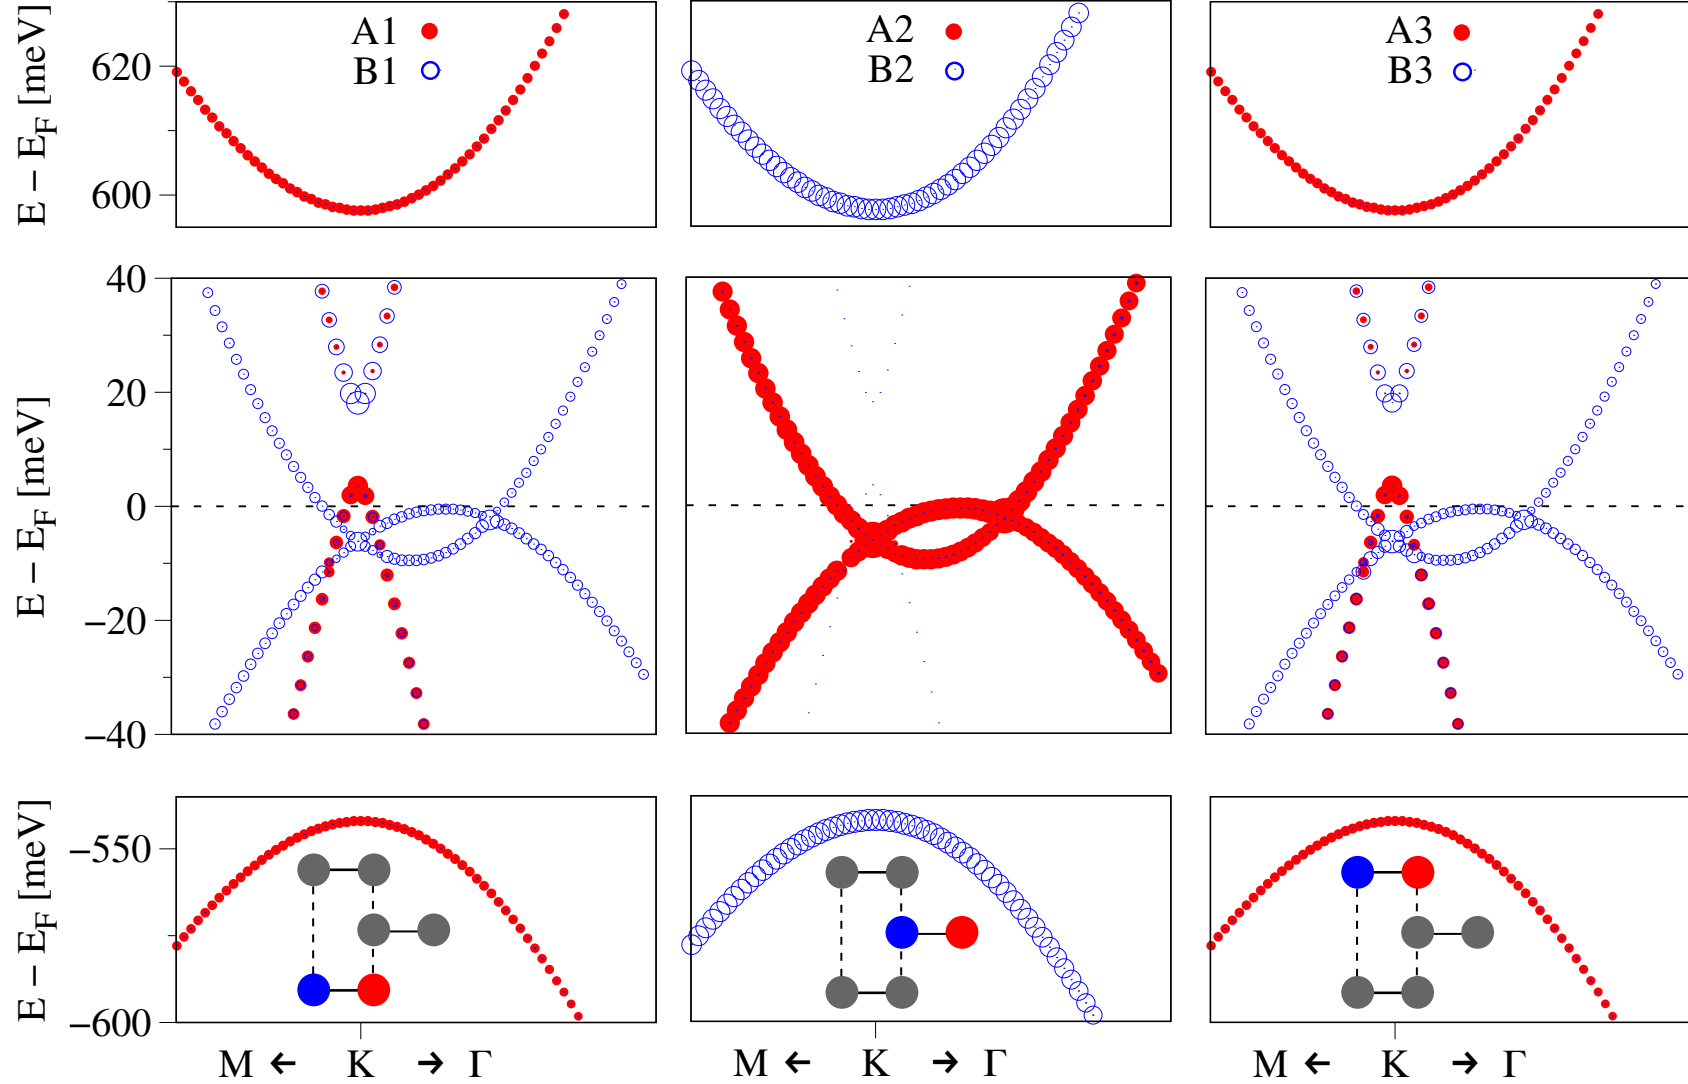 E − E_F [meV]
620
600
A1
B1
A2
B2
A3
B3
E − E_F [meV]
40
20
0
−20
−40
E − E_F [meV]
−550
−600
M ← K → Γ
M ← K → Γ
M ← K → Γ